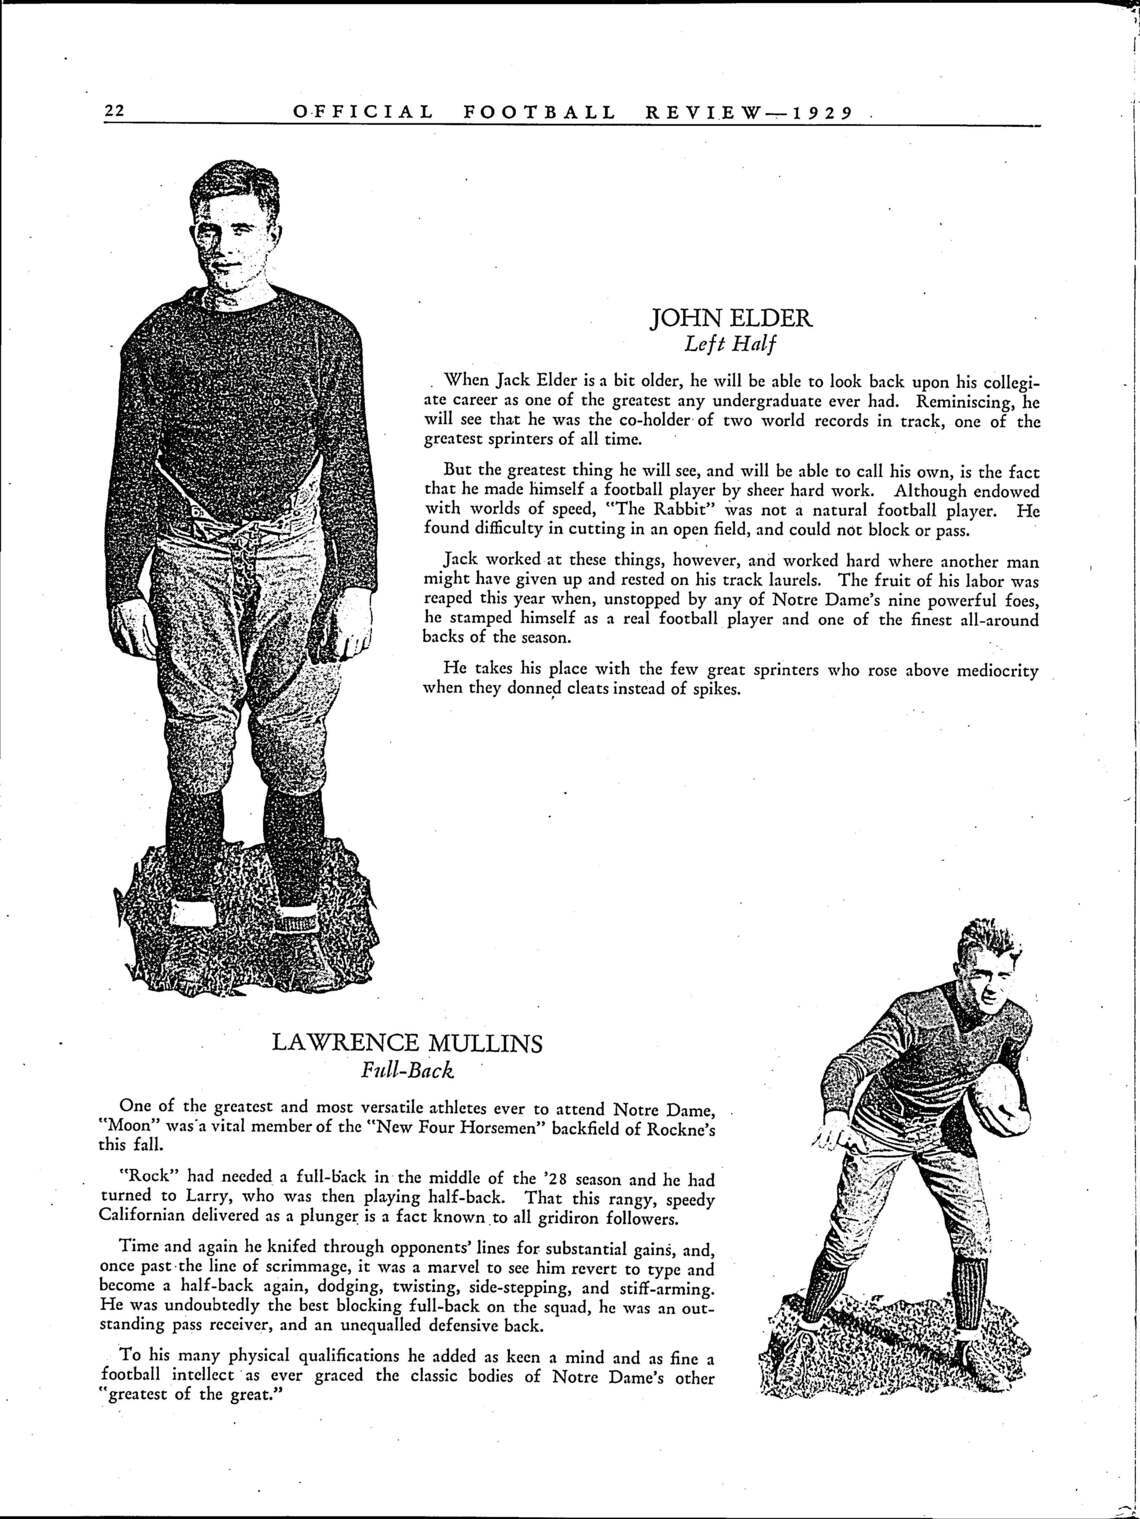 22 OFFICIAL FOOTBALL REVIEW—1929
JOHN ELDER
Left Half
When Jack Elder is a bit older, he will be able to look back upon his collegi-
ate career as one of the greatest any undergraduate ever had. Reminiscing, he
will see that he was the co-holder of two world records in track, one of the
greatest sprinters of all time.
But the greatest thing he will see, and will be able to call his own, is the fact
that he made himself a football player by sheer hard work. Although endowed
with worlds of speed, "The Rabbit" was not a natural football player. He
found difficulty in cutting in an open field, and could not block or pass.
Jack worked at these things, however, and worked hard where another man
might have given up and rested on his track laurels. The fruit of his labor was
reaped this year when, unstopped by any of Notre Dame's nine powerful foes,
he stamped himself as a real football player and one of the finest all-around
backs of the season.
He takes his place with the few great sprinters who rose above mediocrity
when they donned cleats instead of spikes.
LAWRENCE MULLINS
Full-Back
One of the greatest and most versatile athletes ever to attend Notre Dame,
"Moon" was a vital member of the "New Four Horsemen" backfield of Rockne's
this fall.
"Rock" had needed a full-back in the middle of the '28 season and he had
turned to Larry, who was then playing half-back. That this rangy, speedy
Californian delivered as a plunger is a fact known to all gridiron followers.
Time and again he knifed through opponents' lines for substantial gains, and,
once past the line of scrimmage, it was a marvel to see him revert to type and
become a half-back again, dodging, twisting, side-stepping, and stiff-arming.
He was undoubtedly the best blocking full-back on the squad, he was an out-
standing pass receiver, and an unequalled defensive back.
To his many physical qualifications he added as keen a mind and as fine a
football intellect as ever graced the classic bodies of Notre Dame's other
"greatest of the great."